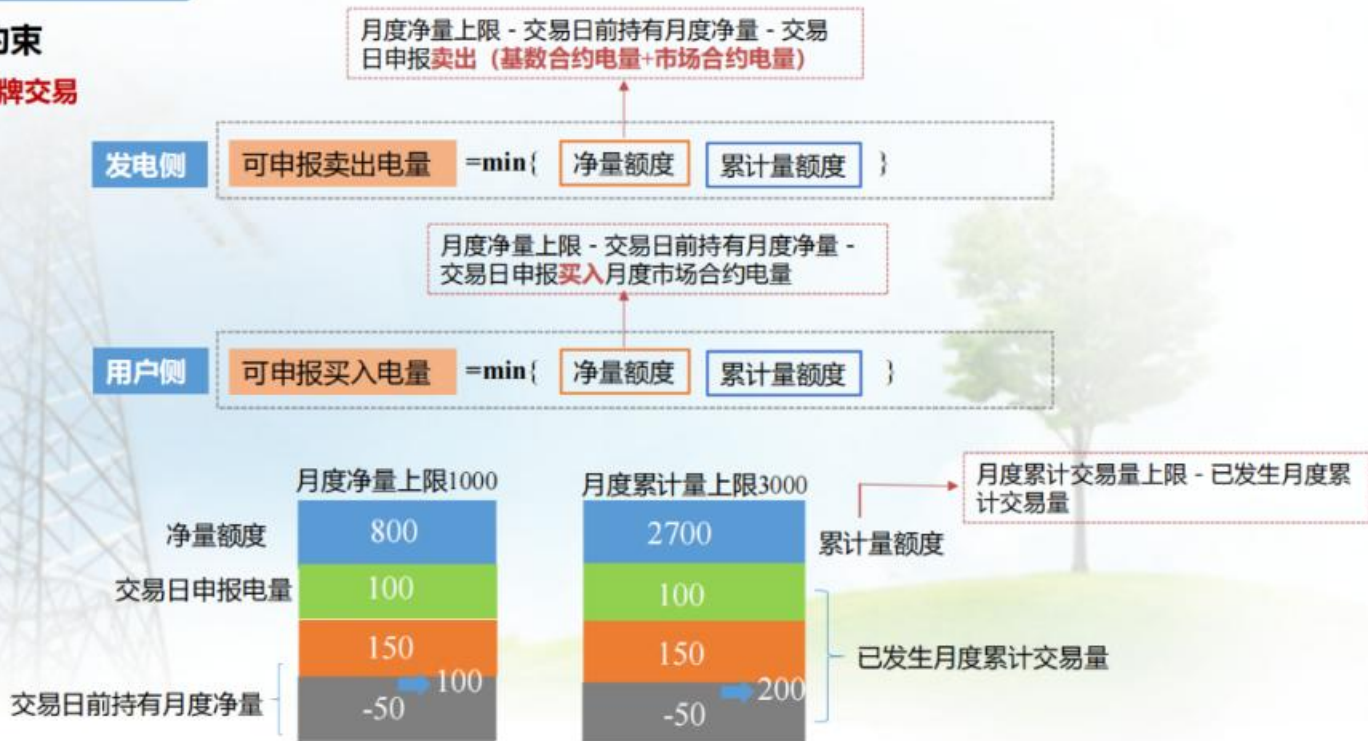 束
牌交易
月度净量上限 - 交易日前持有月度净量 - 交易
日申报卖出（基数合约电量+市场合约电量）
发电侧 可申报卖出电量 =min{ 净量额度 累计量额度 }
月度净量上限 - 交易日前持有月度净量 -
交易日申报买入月度市场合约电量
用户侧 可申报买入电量 =min{ 净量额度 累计量额度 }
月度净量上限1000
月度累计量上限3000
月度累计交易量上限 - 已发生月度累
计交易量
净量额度 800 2700 累计量额度
交易日申报电量 100 100
150 150 已发生月度累计交易量
100 200
交易日前持有月度净量 -50 -50